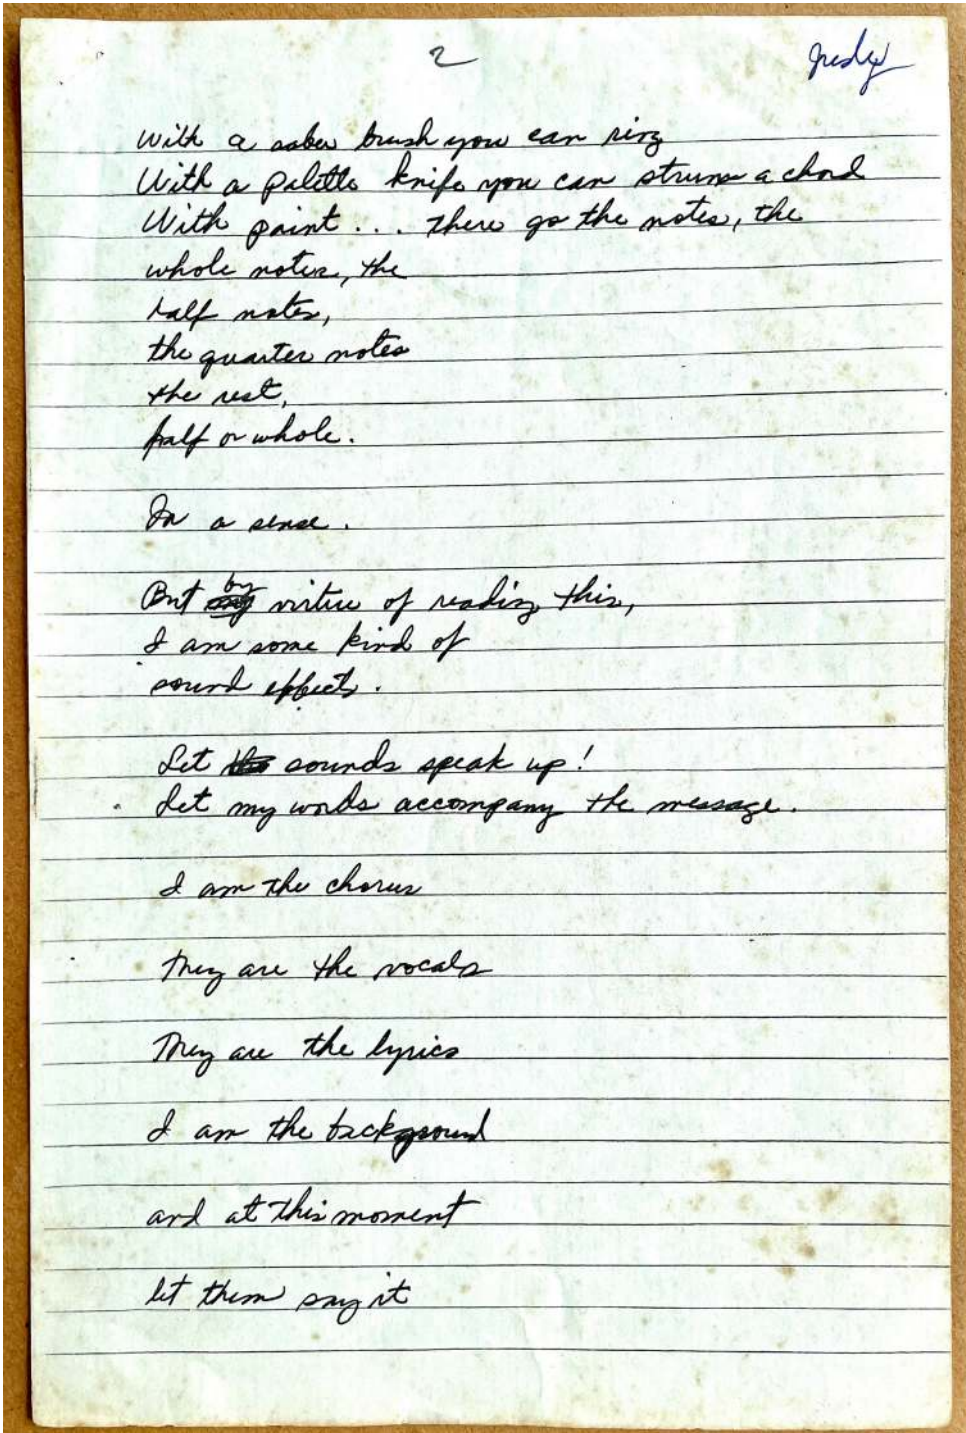 2
Judy
With a sabu brush you can ring
With a palette knife you can strum a chord
With paint . . . there go the notes, the
whole notes, the
half notes,
the quarter notes
the rest,
half or whole.
In a sense.
But by virtue of reading this,
I am some kind of
sound effects.
Let sounds speak up!
Let my words accompany the message.
I am the chorus
They are the vocals
They are the lyrics
I am the background
and at this moment
let them say it